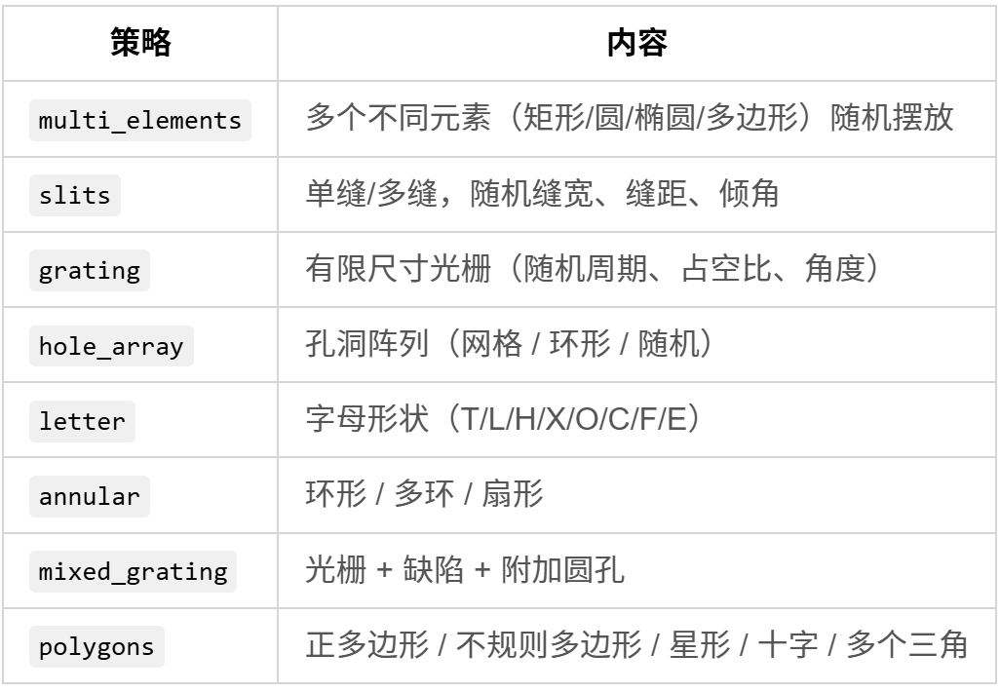 策略 内容
multi_elements 多个不同元素（矩形/圆/椭圆/多边形）随机摆放
slits 单缝/多缝，随机缝宽、缝距、倾角
grating 有限尺寸光栅（随机周期、占空比、角度）
hole_array 孔洞阵列（网格 / 环形 / 随机）
letter 字母形状（T/L/H/X/O/C/F/E）
annular 环形 / 多环 / 扇形
mixed_grating 光栅 + 缺陷 + 附加圆孔
polygons 正多边形 / 不规则多边形 / 星形 / 十字 / 多个三角